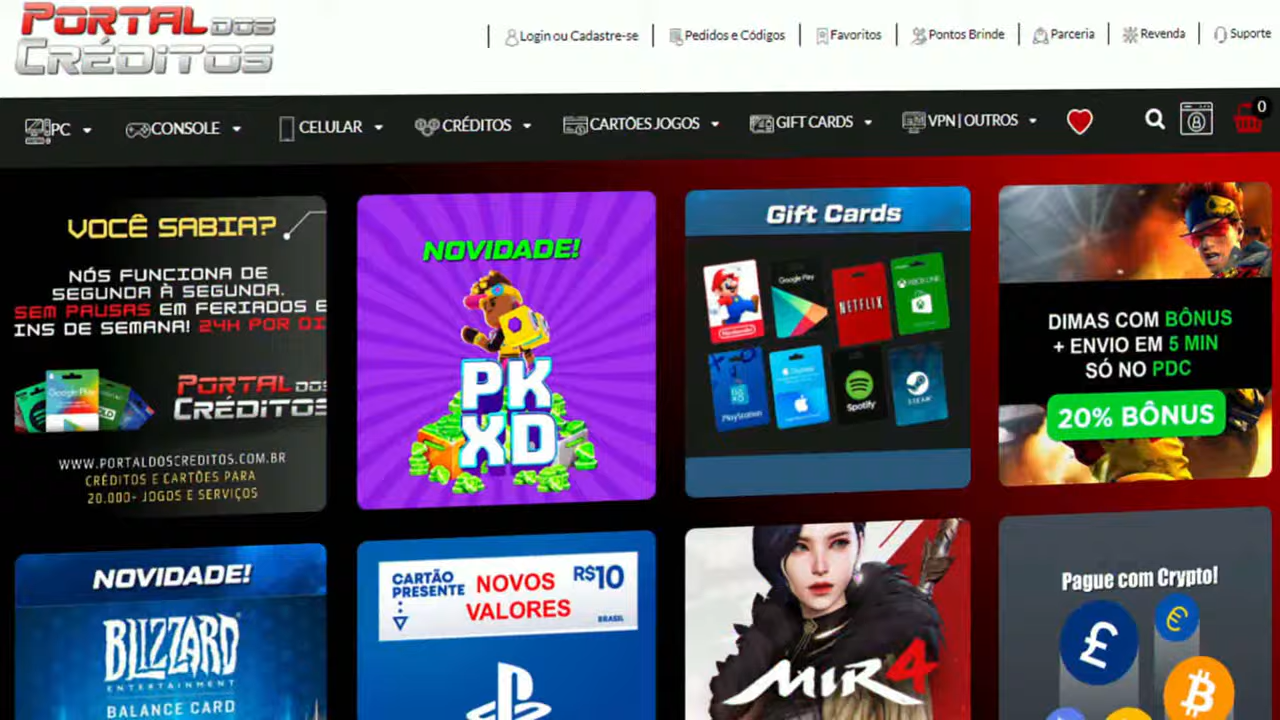 PORTAL DOS
CRÉDITOS
Login ou Cadastre-se
Pedidos e Códigos
Favoritos
Pontos Brinde
Parceria
Revenda
Suporte
PC
CONSOLE
CELULAR
CRÉDITOS
CARTÕES JOGOS
GIFT CARDS
VPN | OUTROS
0
VOCÊ SABIA?
NÓS FUNCIONA DE
SEGUNDA À SEGUNDA.
SEM PAUSAS EM FERIADOS E
INS DE SEMANA! 24H POR DI
Google Play
PORTAL DOS
CRÉDITOS
WWW.PORTALDOSCREDITOS.COM.BR
CRÉDITOS E CARTÕES PARA
20.000+ JOGOS E SERVIÇOS
NOVIDADE!
PK
XD
Gift Cards
Nintendo
Google Play
NETFLIX
XBOX ONE
PlayStation
Spotify
STEAM
DIMAS COM BÔNUS
+ ENVIO EM 5 MIN
SÓ NO PDC
20% BÔNUS
NOVIDADE!
BLIZZARD
ENTERTAINMENT
BALANCE CARD
CARTÃO
PRESENTE
NOVOS
VALORES
R$10
BRASIL
MIR4
Pague com Crypto!